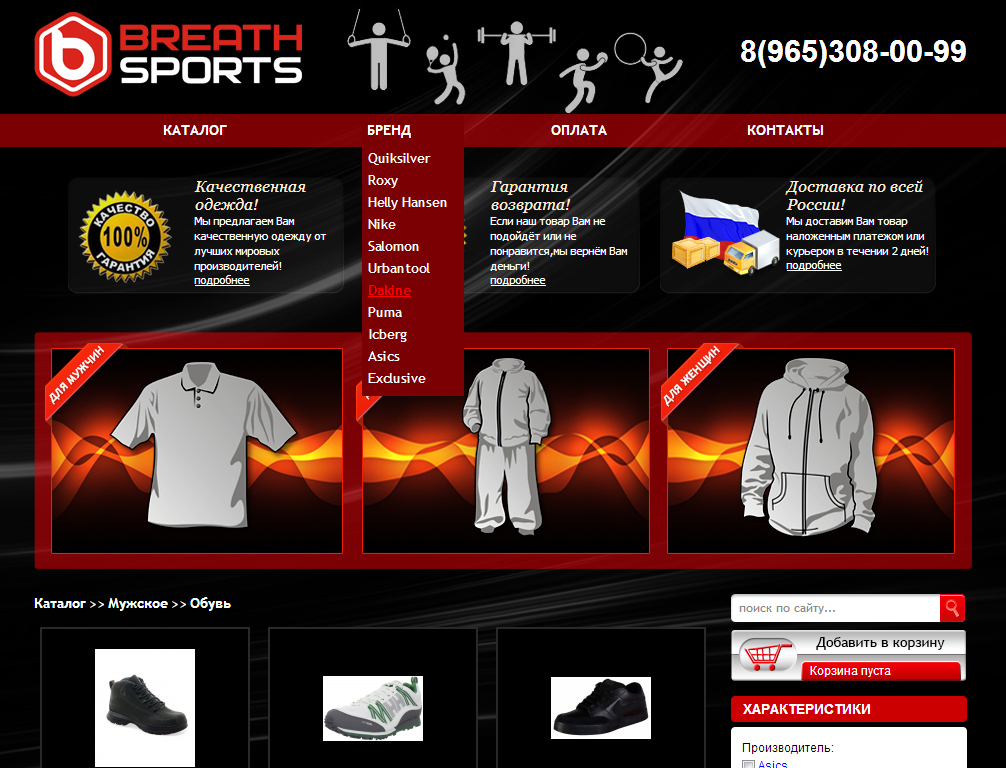 BREATH
SPORTS
8(965)308-00-99
КАТАЛОГ
БРЕНД
ОПЛАТА
КОНТАКТЫ
Quiksilver
Roxy
Helly Hansen
Nike
Salomon
Urbantool
Dakine
Puma
Icberg
Asics
Exclusive
КАЧЕСТВО
100%
ГАРАНТИЯ
Качественная
одежда!
Мы предлагаем Вам
качественную одежду от
лучших мировых
производителей!
подробнее
Гарантия
возврата!
Если наш товар Вам не
подойдёт или не
понравится,мы вернём Вам
деньги!
подробнее
Доставка по всей
России!
Мы доставим Вам товар
наложенным платежом или
курьером в течении 2 дней!
подробнее
ДЛЯ МУЖЧИН
ДЛЯ ЖЕНЩИН
Каталог >> Мужское >> Обувь
поиск по сайту...
Добавить в корзину
Корзина пуста
ХАРАКТЕРИСТИКИ
Производитель:
Asics